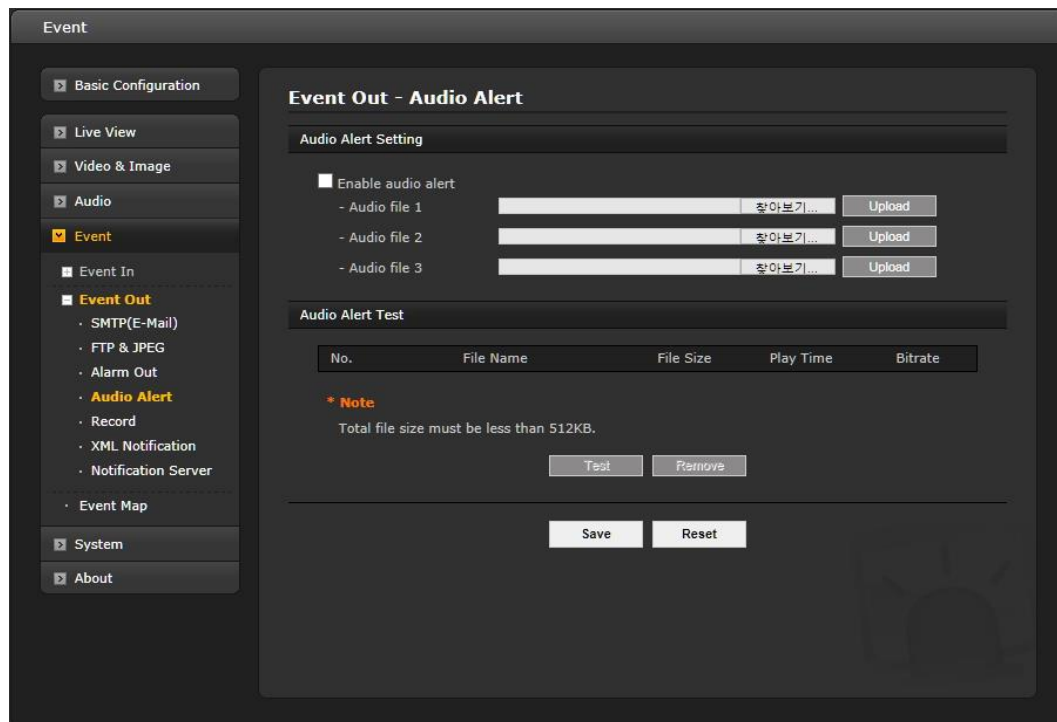 Event
Basic Configuration
Live View
Video & Image
Audio
Event
Event In
Event Out
· SMTP(E-Mail)
· FTP & JPEG
· Alarm Out
· Audio Alert
· Record
· XML Notification
· Notification Server
· Event Map
System
About
Event Out - Audio Alert
Audio Alert Setting
Enable audio alert
- Audio file 1 찾아보기... Upload
- Audio file 2 찾아보기... Upload
- Audio file 3 찾아보기... Upload
Audio Alert Test
No. File Name File Size Play Time Bitrate
* Note
Total file size must be less than 512KB.
Test Remove
Save Reset